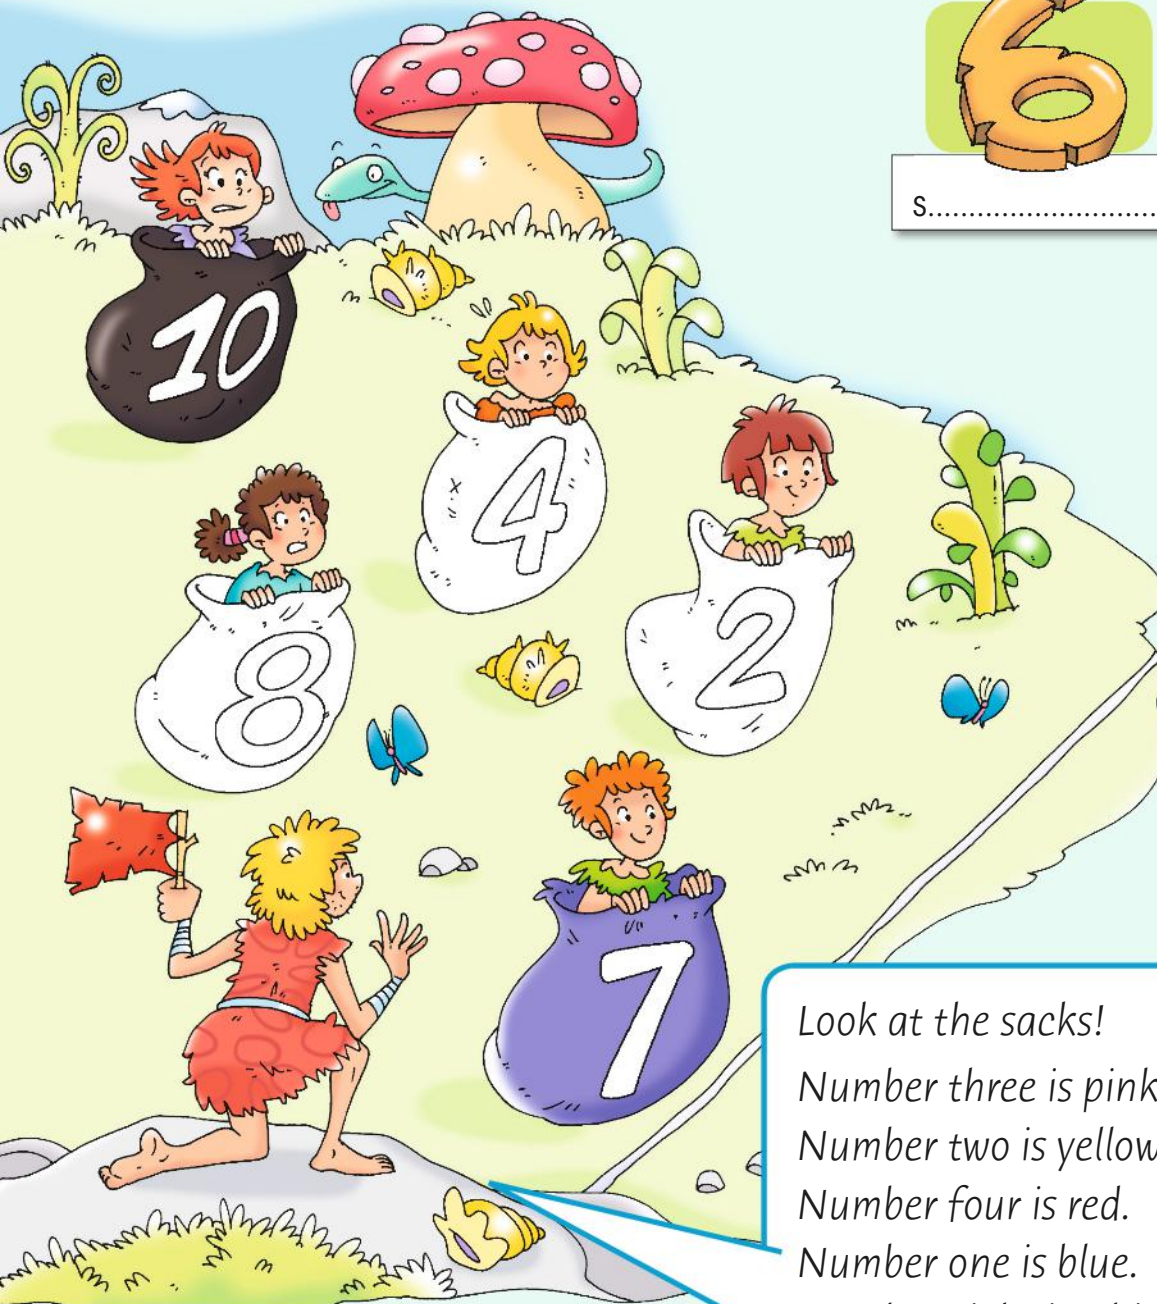 6
s..............................
10
4
2
8
7
Look at the sacks!
Number three is pink
Number two is yellow
Number four is red.
Number one is blue.